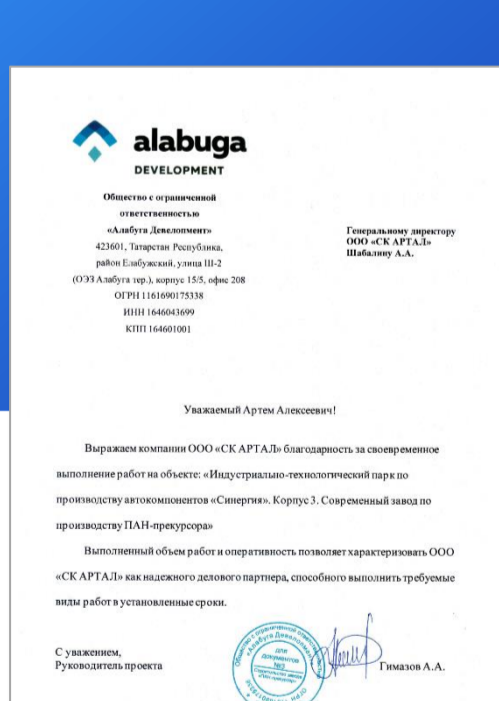 alabuga
DEVELOPMENT
Общество с ограниченной
ответственностью
«Алабуга Девелопмент»
423601, Татарстан Республика,
район Елабужский, улица Ш-2
(ОЭЗ Алабуга тер.), корпус 15/5, офис 208
ОГРН 1161690175338
ИНН 1646043699
КПП 164601001
Генеральному директору
ООО «СК АРТАЛ»
Шабалину А.А.
Уважаемый Артем Алексеевич!
Выражаем компании ООО «СК АРТАЛ» благодарность за своевременное
выполнение работ на объекте: «Индустриально-технологический парк по
производству автокомпонентов «Синергия». Корпус 3. Современный завод по
производству ПАН-прекурсора»
Выполненный объем работ и оперативность позволяет характеризовать ООО
«СК АРТАЛ» как надежного делового партнера, способного выполнить требуемые
виды работ в установленные сроки.
С уважением,
Руководитель проекта
для
документов
№3
Гимазов А.А.